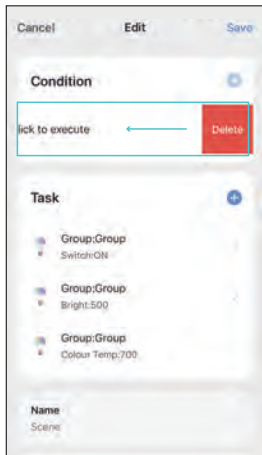 Cancel Edit Save
Condition
lick to execute Delete
Task
Group:Group
Switch:ON
Group:Group
Bright:500
Group:Group
Colour Temp:700
Name
Scene